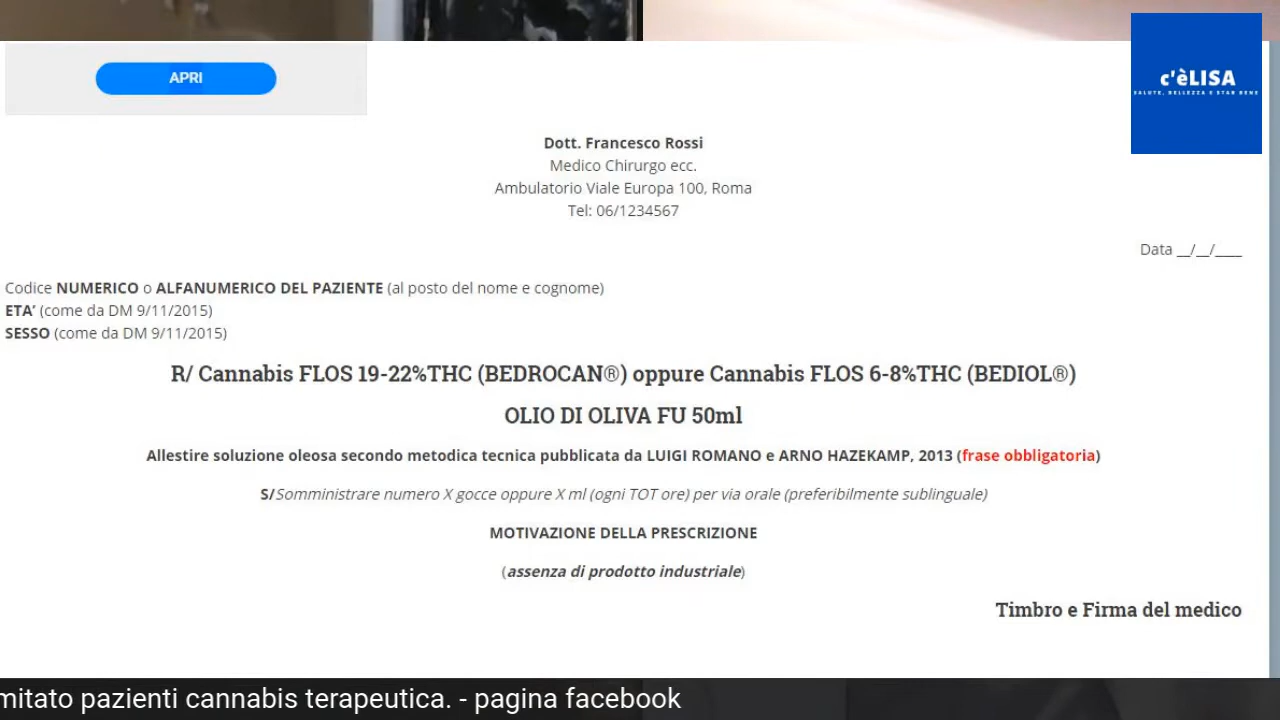 APRI
c'èLISA
SALUTE, BELLEZZA E STAR BENE
Dott. Francesco Rossi
Medico Chirurgo ecc.
Ambulatorio Viale Europa 100, Roma
Tel: 06/1234567
Data __/__/____
Codice NUMERICO o ALFANUMERICO DEL PAZIENTE (al posto del nome e cognome)
ETA' (come da DM 9/11/2015)
SESSO (come da DM 9/11/2015)
R/ Cannabis FLOS 19-22%THC (BEDROCAN®) oppure Cannabis FLOS 6-8%THC (BEDIOL®)
OLIO DI OLIVA FU 50ml
Allestire soluzione oleosa secondo metodica tecnica pubblicata da LUIGI ROMANO e ARNO HAZEKAMP, 2013 (frase obbligatoria)
S/Somministrare numero X gocce oppure X ml (ogni TOT ore) per via orale (preferibilmente sublinguale)
MOTIVAZIONE DELLA PRESCRIZIONE
(assenza di prodotto industriale)
Timbro e Firma del medico
mitato pazienti cannabis terapeutica. - pagina facebook